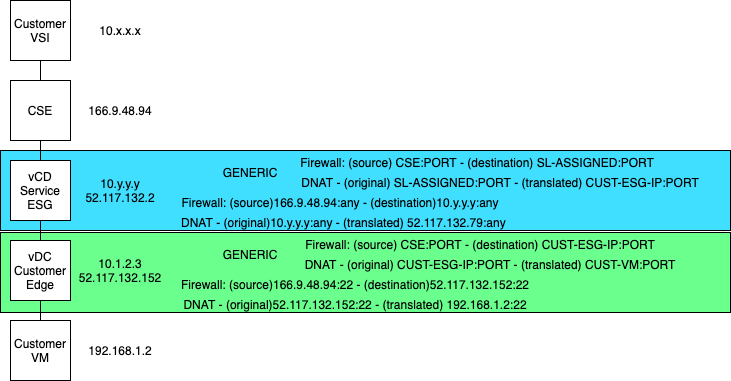 Customer
VSI
10.x.x.x
CSE
166.9.48.94
vCD
Service
ESG
10.y.y.y
52.117.132.2
GENERIC
Firewall: (source) CSE:PORT - (destination) SL-ASSIGNED:PORT
DNAT - (original) SL-ASSIGNED:PORT - (translated) CUST-ESG-IP:PORT
Firewall: (source)166.9.48.94:any - (destination)10.y.y.y:any
DNAT - (original)10.y.y.y:any - (translated) 52.117.132.79:any
vDC
Customer
Edge
10.1.2.3
52.117.132.152
GENERIC
Firewall: (source) CSE:PORT - (destination) CUST-ESG-IP:PORT
DNAT - (original) CUST-ESG-IP:PORT - (translated) CUST-VM:PORT
Firewall: (source)166.9.48.94:22 - (destination)52.117.132.152:22
DNAT - (original)52.117.132.152:22 - (translated) 192.168.1.2:22
Customer
VM
192.168.1.2